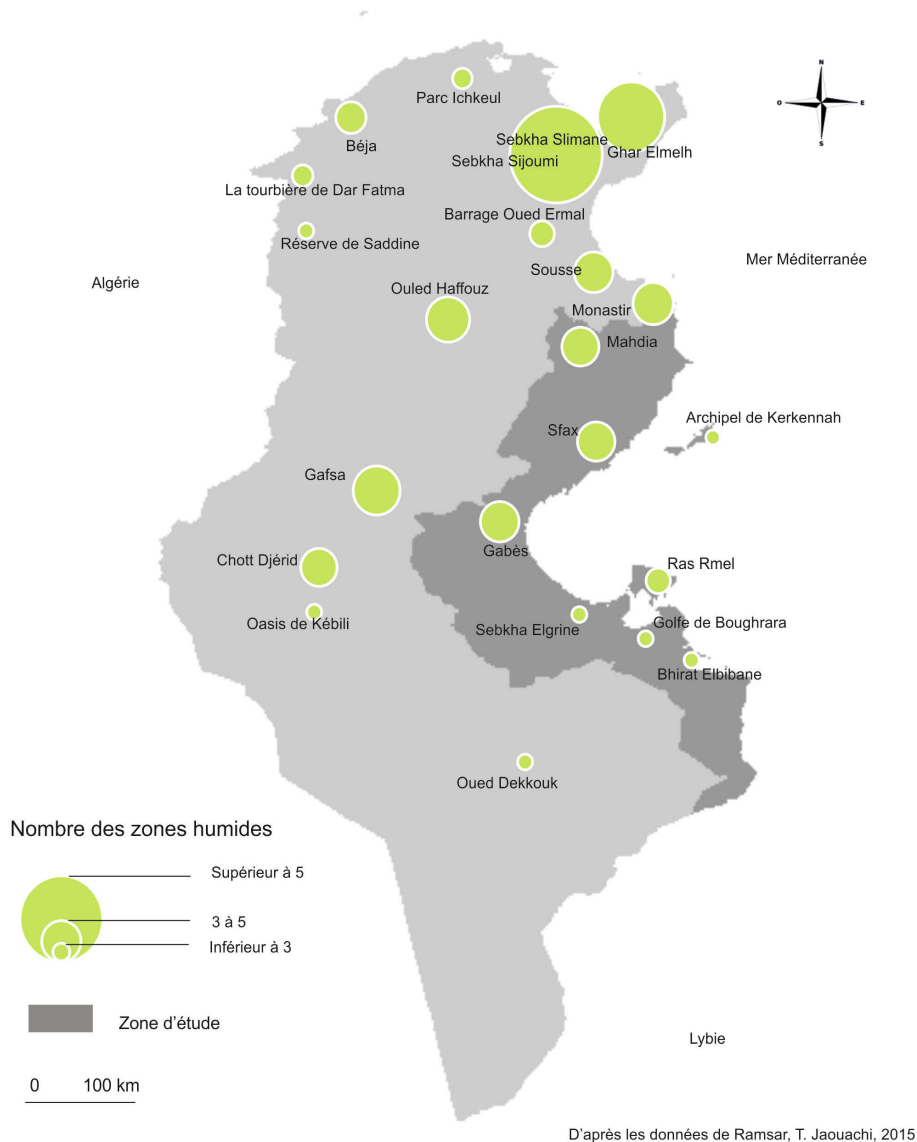 N
O
E
S
Parc Ichkeul
Béja
Sebkha Slimane
Ghar Elmelh
Sebkha Sijoumi
La tourbière de Dar Fatma
Barrage Oued Ermal
Réserve de Saddine
Mer Méditerranée
Sousse
Algérie
Ouled Haffouz
Monastir
Mahdia
Archipel de Kerkennah
Sfax
Gafsa
Gabès
Chott Djérid
Ras Rmel
Oasis de Kébili
Sebkha Elgrine
Golfe de Boughrara
Bhirat Elbibane
Oued Dekkouk
Nombre des zones humides
Supérieur à 5
3 à 5
Inférieur à 3
Zone d'étude
Lybie
0 100 km
D'après les données de Ramsar, T. Jaouachi, 2015